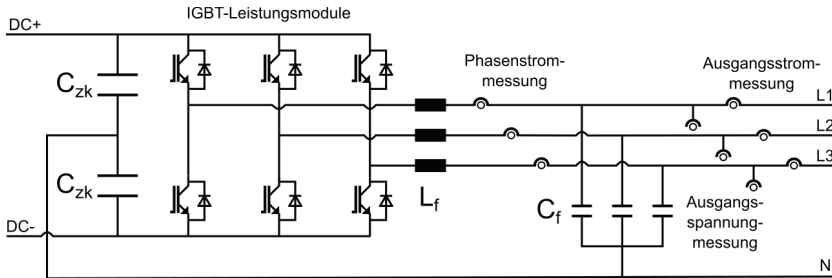 IGBT-Leistungsmodule
DC+
Phasenstrom-
messung
Ausgangsstrom-
messung
C_zk
L1
L2
L3
C_zk
L_f
C_f
Ausgangs-
spannung-
messung
DC-
N